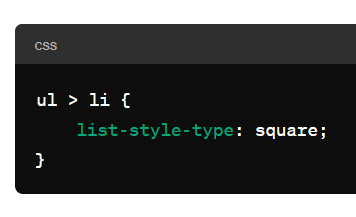 css
ul > li {
    list-style-type: square;
}